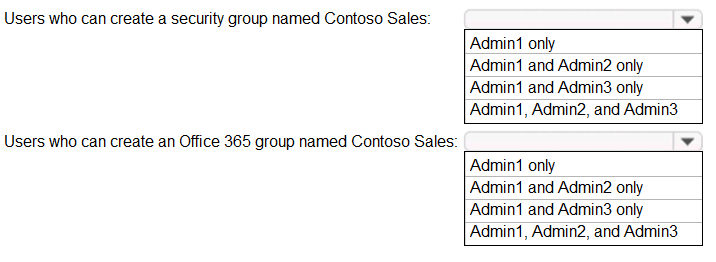 Users who can create a security group named Contoso Sales:
Admin1 only
Admin1 and Admin2 only
Admin1 and Admin3 only
Admin1, Admin2, and Admin3
Users who can create an Office 365 group named Contoso Sales:
Admin1 only
Admin1 and Admin2 only
Admin1 and Admin3 only
Admin1, Admin2, and Admin3